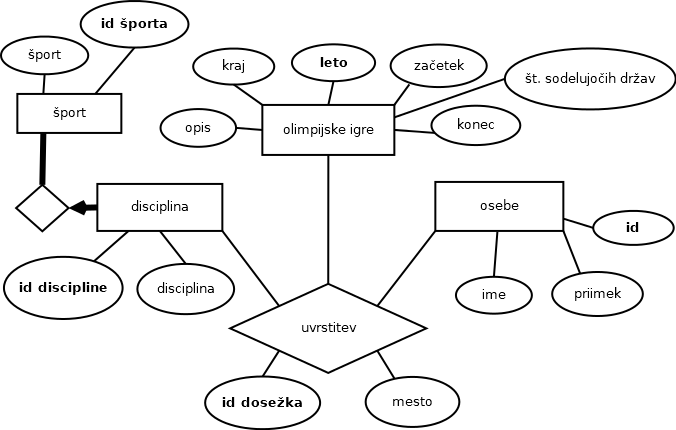 id športa
šport
šport
kraj
leto
začetek
št. sodelujočih držav
opis
olimpijske igre
konec
disciplina
osebe
id
id discipline
disciplina
ime
priimek
uvrstitev
id dosežka
mesto